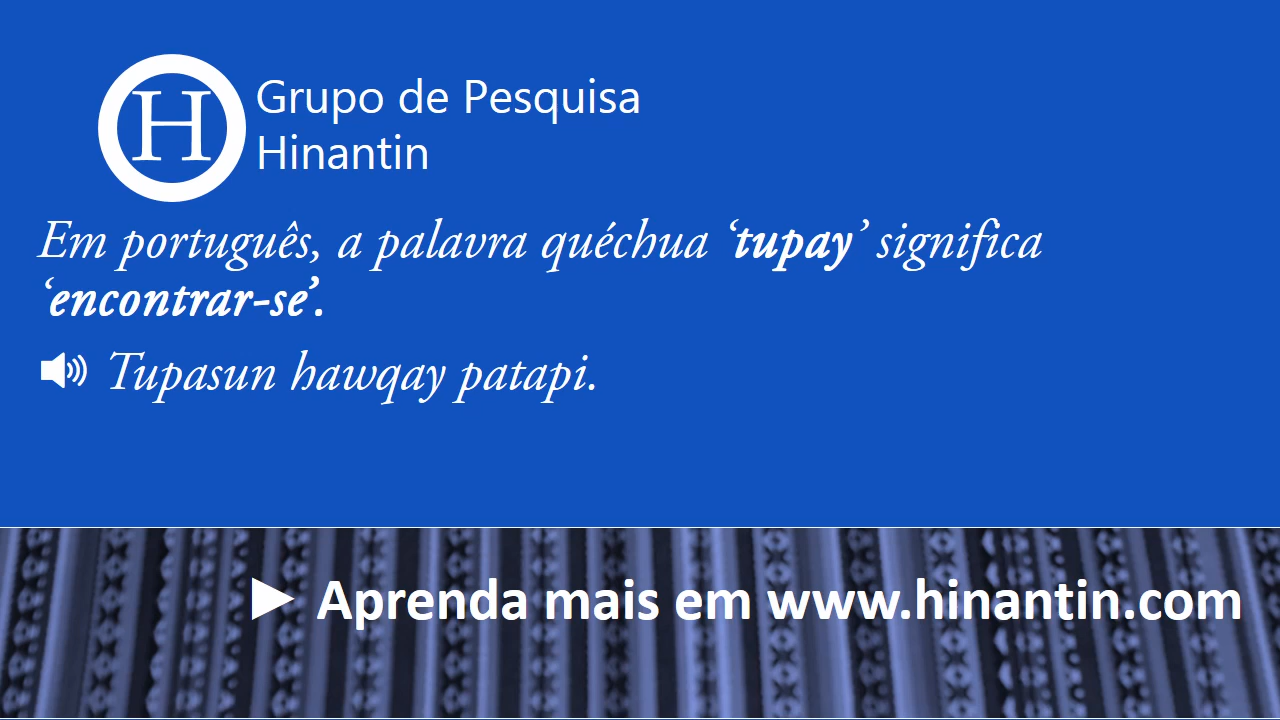 H
Grupo de Pesquisa
Hinantin
Em português, a palavra quéchua ‘tupay’ significa
‘encontrar-se’.
Tupasun hawqay patapi.
► Aprenda mais em www.hinantin.com